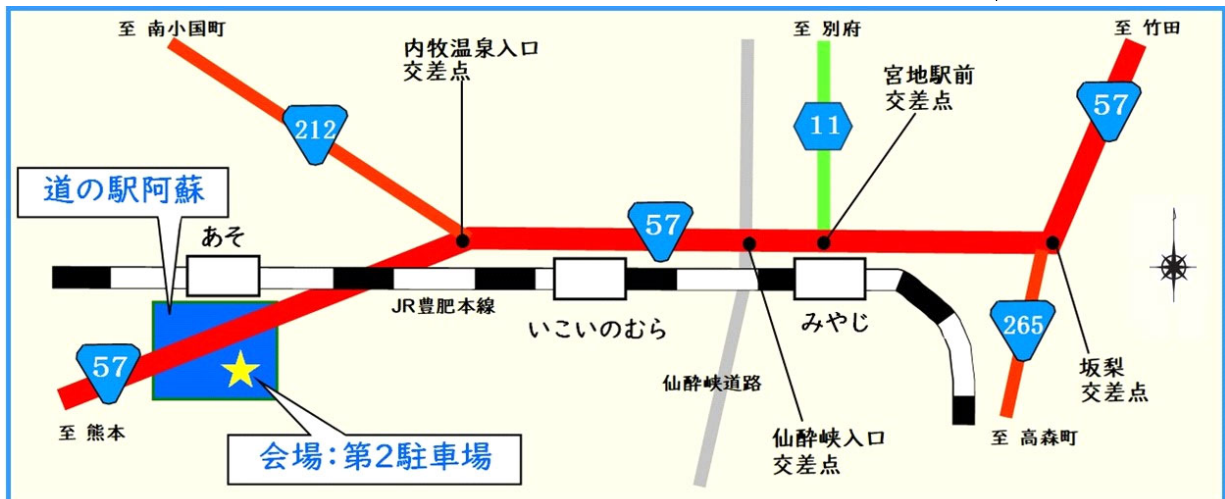 至 南小国町
内牧温泉入口
交差点
至 別府
宮地駅前
交差点
至 竹田
57
212
11
道の駅阿蘇
あそ
57
JR豊肥本線
いこいのむら
みやじ
265
57
仙酔峡道路
坂梨
交差点
至 熊本
会場:第2駐車場
仙酔峡入口
交差点
至 高森町